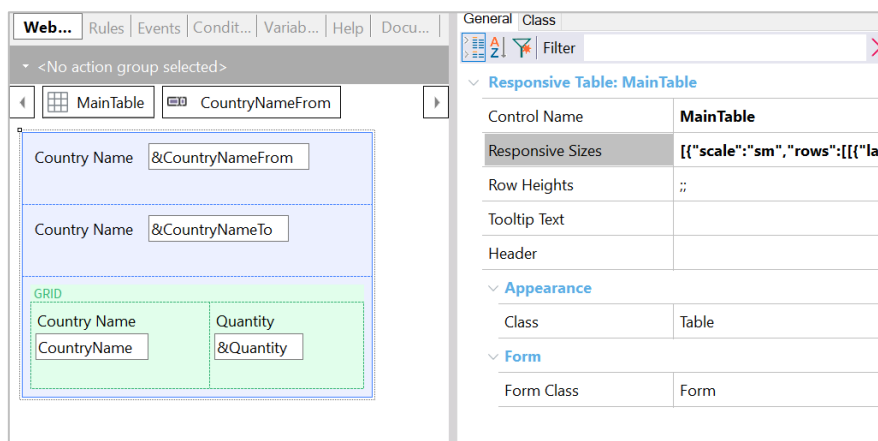 Web... Rules Events Condit... Variab... Help Docu...
<No action group selected>
MainTable CountryNameFrom
Country Name &CountryNameFrom
Country Name &CountryNameTo
GRID
Country Name Quantity
CountryName &Quantity
General Class
Filter
Responsive Table: MainTable
Control Name MainTable
Responsive Sizes [{"scale":"sm","rows":[[{"la
Row Heights ;;
Tooltip Text
Header
Appearance
Class Table
Form
Form Class Form